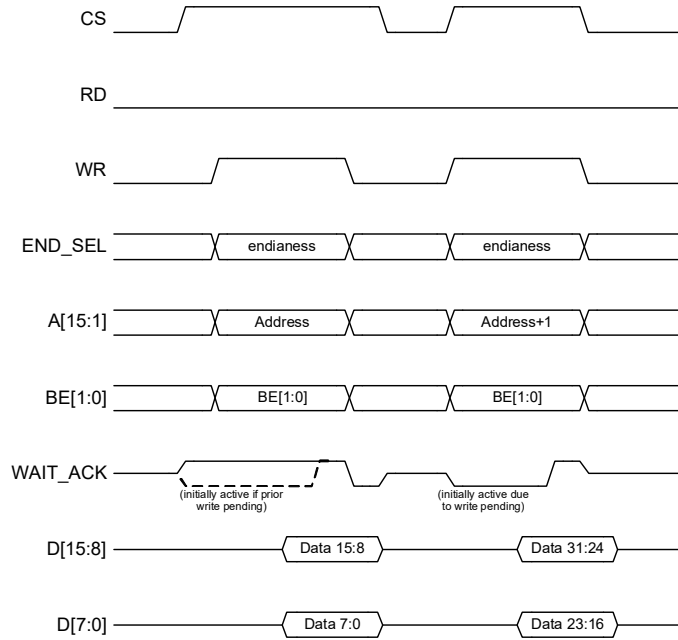 CS
RD
WR
END_SEL
endianess
endianess
A[15:1]
Address
Address+1
BE[1:0]
BE[1:0]
BE[1:0]
WAIT_ACK
(initially active if prior
write pending)
(initially active due
to write pending)
D[15:8]
Data 15:8
Data 31:24
D[7:0]
Data 7:0
Data 23:16